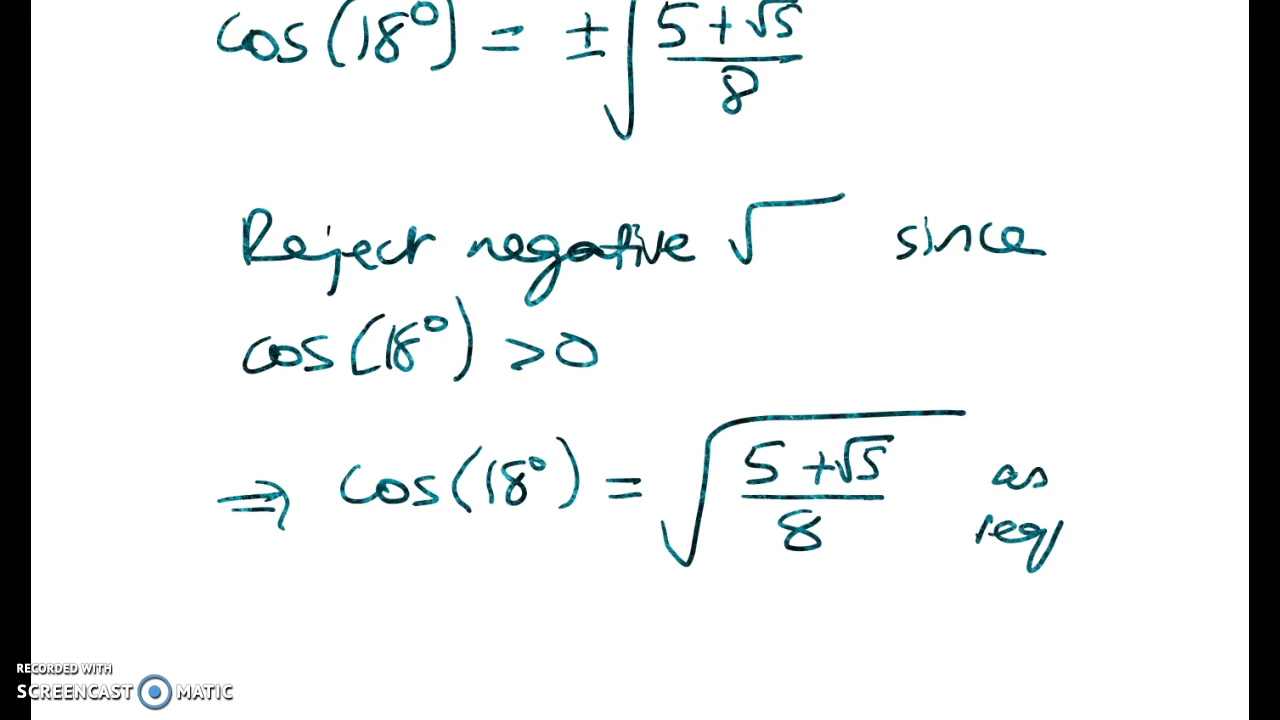 cos(18°) = ±√(5+√5)/8
Reject negative √ since
cos(18°) >0
⇒ cos(18°) = √(5+√5)/8 as
req
RECORDED WITH
SCREENCAST MATIC